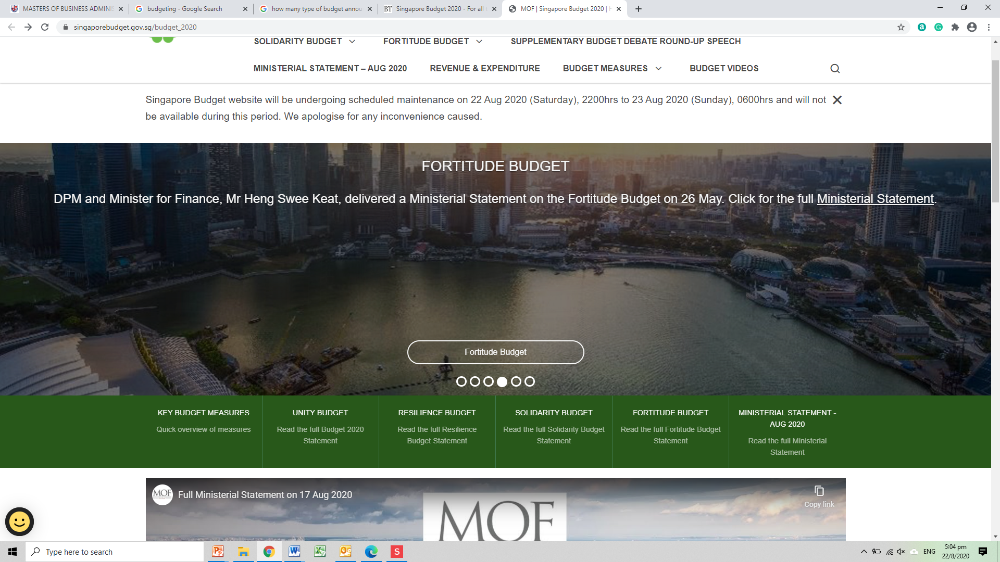 MASTERS OF BUSINESS ADMINIS
budgeting - Google Search
how many type of budget annou
BT Singapore Budget 2020 - For all t
MOF | Singapore Budget 2020 | H
singaporebudget.gov.sg/budget_2020
SOLIDARITY BUDGET FORTITUDE BUDGET SUPPLEMENTARY BUDGET DEBATE ROUND-UP SPEECH
MINISTERIAL STATEMENT – AUG 2020 REVENUE & EXPENDITURE BUDGET MEASURES BUDGET VIDEOS
Singapore Budget website will be undergoing scheduled maintenance on 22 Aug 2020 (Saturday), 2200hrs to 23 Aug 2020 (Sunday), 0600hrs and will not
be available during this period. We apologise for any inconvenience caused.
FORTITUDE BUDGET
DPM and Minister for Finance, Mr Heng Swee Keat, delivered a Ministerial Statement on the Fortitude Budget on 26 May. Click for the full Ministerial Statement.
Fortitude Budget
KEY BUDGET MEASURES
Quick overview of measures
UNITY BUDGET
Read the full Budget 2020
Statement
RESILIENCE BUDGET
Read the full Resilience
Budget Statement
SOLIDARITY BUDGET
Read the full Solidarity Budget
Statement
FORTITUDE BUDGET
Read the full Fortitude Budget
Statement
MINISTERIAL STATEMENT -
AUG 2020
Read the full Ministerial
Statement
MOF Full Ministerial Statement on 17 Aug 2020
Copy link
MOF
Type here to search
ENG
5:04 pm
22/8/2020